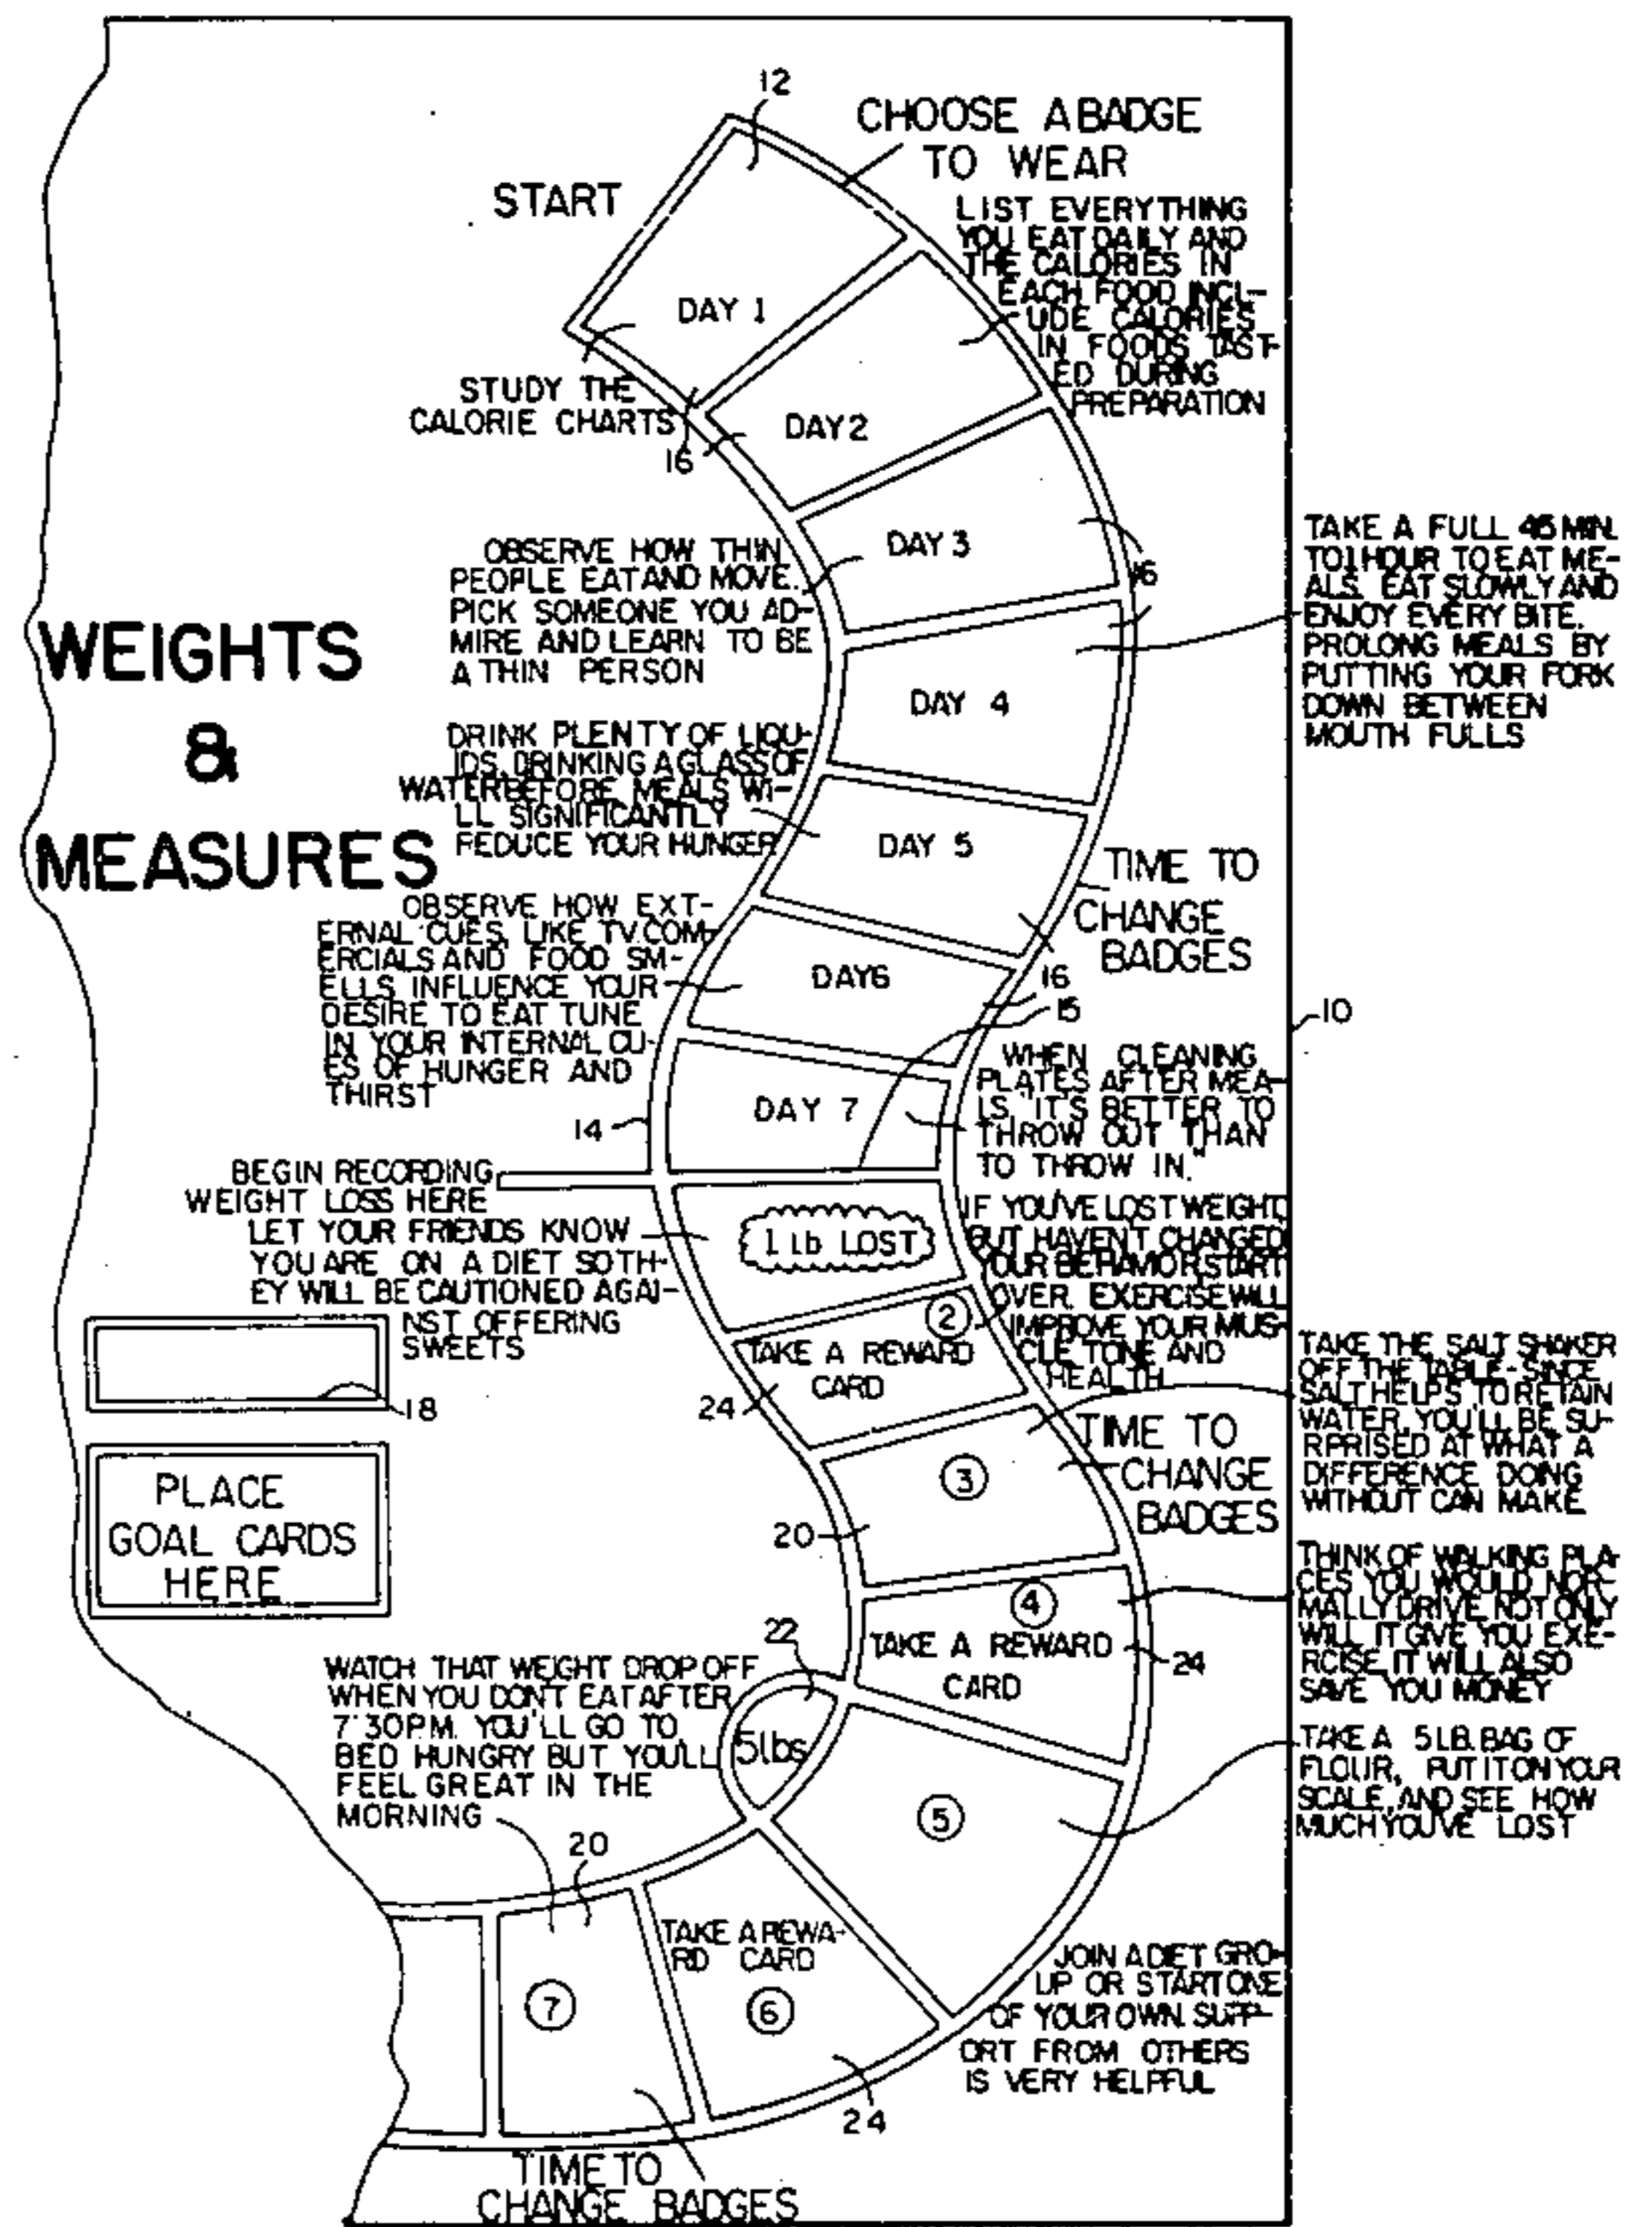 12
CHOOSE A BADGE
TO WEAR
START
LIST EVERYTHING
YOU EAT DAILY AND
THE CALORIES IN
EACH FOOD INCL-
UDE CALORIES
IN FOODS TAST-
ED DURING
PREPARATION
DAY 1
STUDY THE
CALORIE CHARTS
16
DAY 2
OBSERVE HOW THIN
PEOPLE EAT AND MOVE.
PICK SOMEONE YOU AD-
MIRE AND LEARN TO BE
A THIN PERSON
DAY 3
16
TAKE A FULL 45 MIN.
TO 1 HOUR TO EAT ME-
ALS. EAT SLOWLY AND
ENJOY EVERY BITE.
PROLONG MEALS BY
PUTTING YOUR FORK
DOWN BETWEEN
MOUTH FULLS
WEIGHTS
&
MEASURES
DAY 4
DRINK PLENTY OF LIQU-
IDS. DRINKING A GLASS OF
WATER BEFORE MEALS WI-
LL SIGNIFICANTLY
REDUCE YOUR HUNGER
DAY 5
TIME TO
CHANGE
BADGES
OBSERVE HOW EXT-
ERNAL CUES, LIKE TV. COM-
ERCIALS AND FOOD SM-
ELLS INFLUENCE YOUR
DESIRE TO EAT TUNE
IN YOUR INTERNAL CU-
ES OF HUNGER AND
THIRST
DAY 6
16
15
10
WHEN CLEANING
PLATES AFTER MEA-
LS, "IT'S BETTER TO
THROW OUT THAN
TO THROW IN."
DAY 7
14
BEGIN RECORDING
WEIGHT LOSS HERE
LET YOUR FRIENDS KNOW
YOU ARE ON A DIET SO TH-
EY WILL BE CAUTIONED AGAI-
NST OFFERING
SWEETS
1 Lb LOST
IF YOU'VE LOST WEIGHT
BUT HAVEN'T CHANGED
YOUR BEHAVIOR, START
OVER. EXERCISE WILL
IMPROVE YOUR MUS-
CLE TONE AND
HEALTH
2
TAKE A REWARD
CARD
24
18
TAKE THE SALT SHAKER
OFF THE TABLE - SINCE
SALT HELPS TO RETAIN
WATER, YOU'LL BE SU-
RPRISED AT WHAT A
DIFFERENCE DOING
WITHOUT CAN MAKE
TIME TO
CHANGE
BADGES
3
20
PLACE
GOAL CARDS
HERE
THINK OF WALKING PLA-
CES YOU WOULD NOR-
MALLY DRIVE. NOT ONLY
WILL IT GIVE YOU EXE-
RCISE, IT WILL ALSO
SAVE YOU MONEY
4
TAKE A REWARD
CARD
24
22
5 lbs
WATCH THAT WEIGHT DROP OFF
WHEN YOU DON'T EAT AFTER
7:30 P.M. YOU'LL GO TO
BED HUNGRY BUT YOU'LL
FEEL GREAT IN THE
MORNING
TAKE A 5 LB. BAG OF
FLOUR, PUT IT ON YOUR
SCALE, AND SEE HOW
MUCH YOU'VE LOST
5
20
TAKE A REWA-
RD CARD
6
7
JOIN A DIET GRO-
UP OR START ONE
OF YOUR OWN. SUPP-
ORT FROM OTHERS
IS VERY HELPFUL
24
TIME TO
CHANGE BADGES